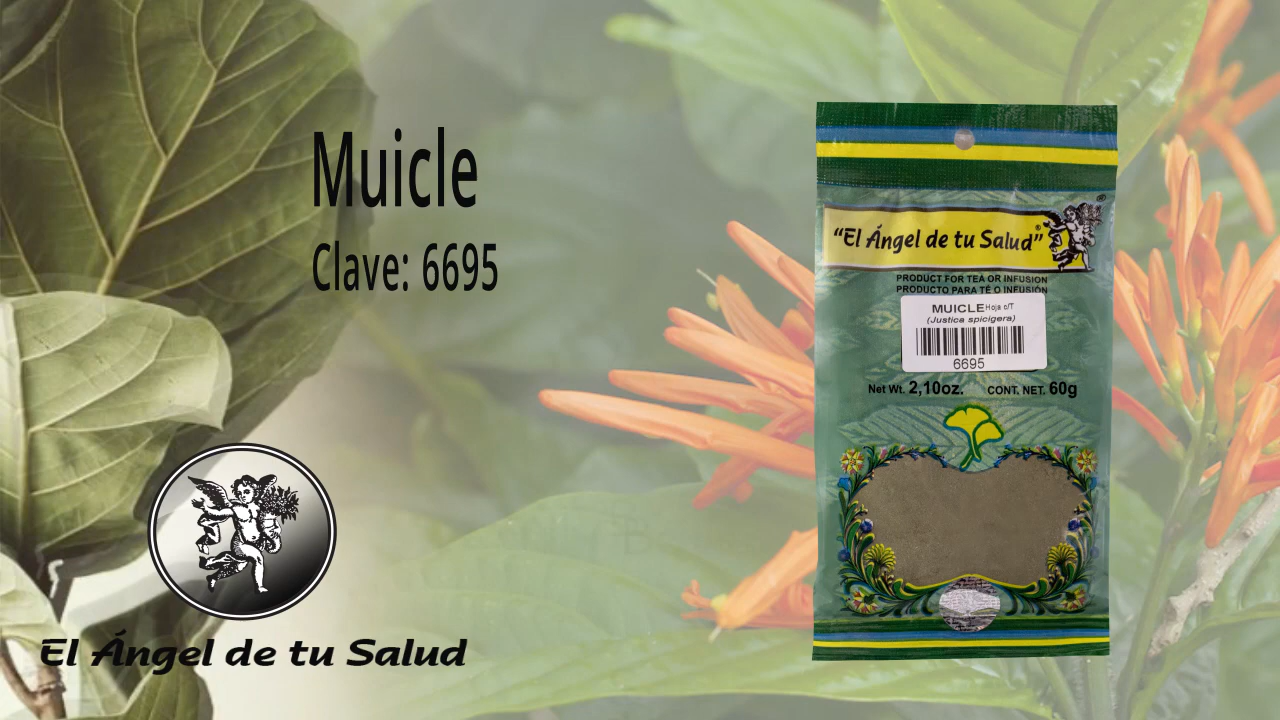 Muicle
Clave: 6695
El Ángel de tu Salud
"El Ángel de tu Salud"®
®
PRODUCT FOR TEA OR INFUSION
PRODUCTO PARA TÉ O INFUSIÓN
MUICLE Hoja c/T
(Justica spicigera)
6695
Net Wt. 2,10oz. CONT. NET. 60g